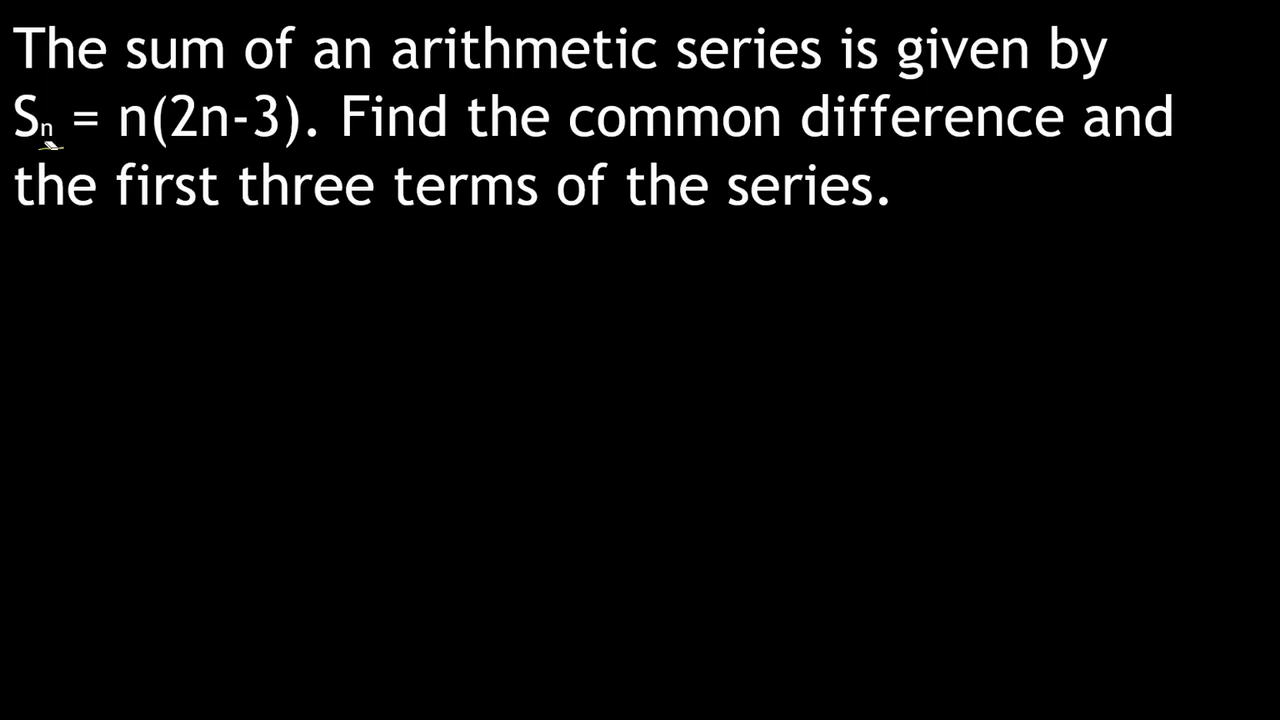 The sum of an arithmetic series is given by
Sₙ = n(2n-3). Find the common difference and
the first three terms of the series.